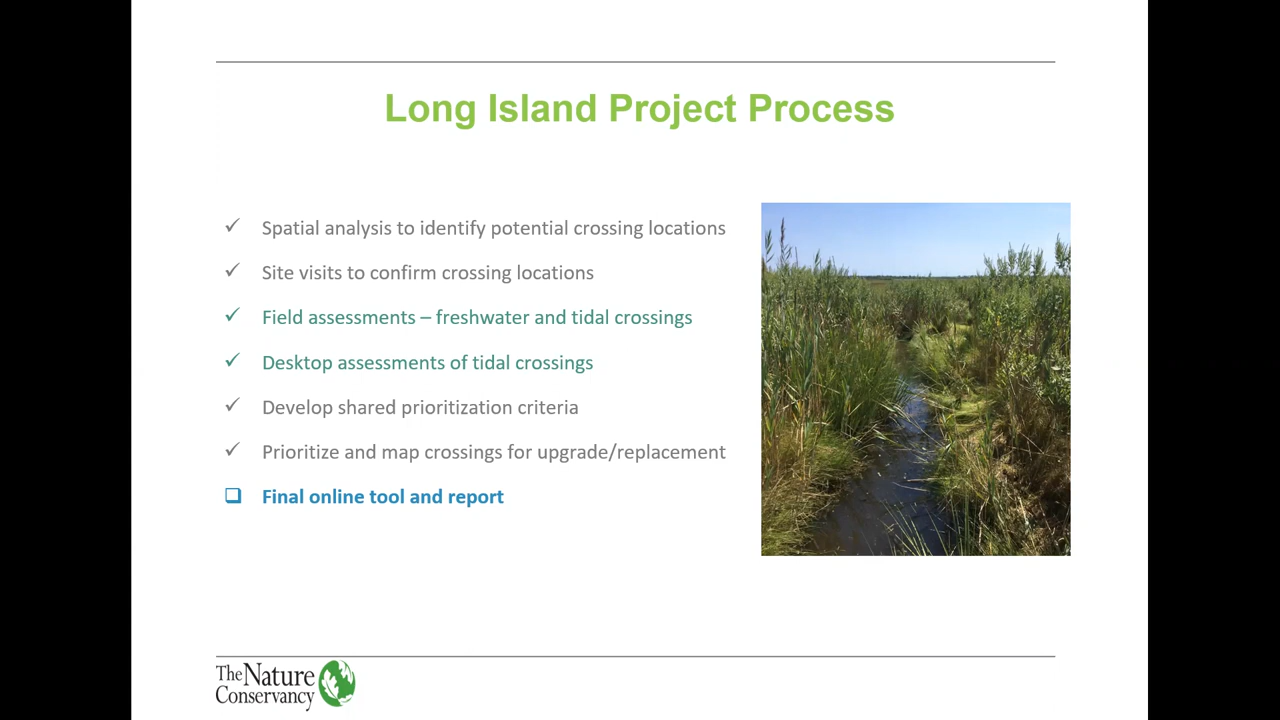 Long Island Project Process
Spatial analysis to identify potential crossing locations
Site visits to confirm crossing locations
Field assessments – freshwater and tidal crossings
Desktop assessments of tidal crossings
Develop shared prioritization criteria
Prioritize and map crossings for upgrade/replacement
Final online tool and report
The Nature
Conservancy